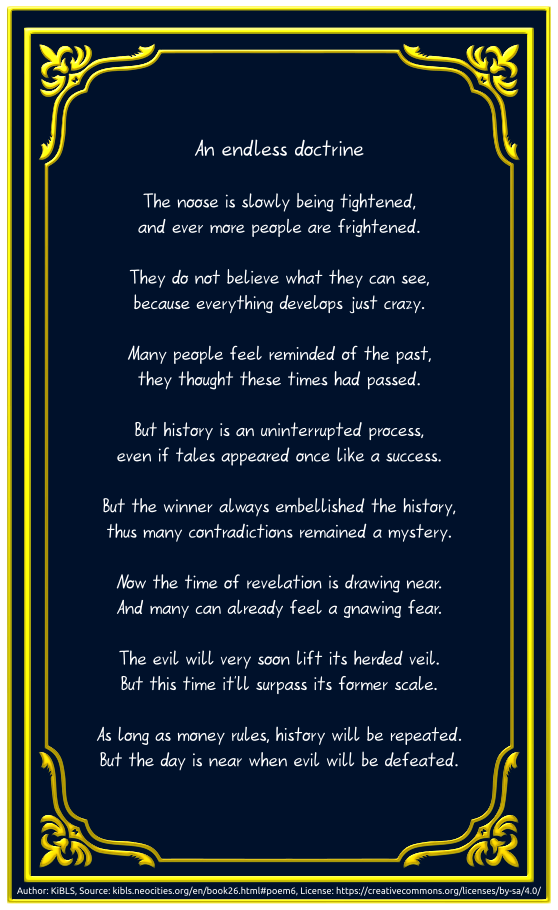 An endless doctrine
The noose is slowly being tightened,
and ever more people are frightened.
They do not believe what they can see,
because everything develops just crazy.
Many people feel reminded of the past,
they thought these times had passed.
But history is an uninterrupted process,
even if tales appeared once like a success.
But the winner always embellished the history,
thus many contradictions remained a mystery.
Now the time of revelation is drawing near.
And many can already feel a gnawing fear.
The evil will very soon lift its herded veil.
But this time it'll surpass its former scale.
As long as money rules, history will be repeated.
But the day is near when evil will be defeated.
Author: KiBLS, Source: kibls.neocities.org/en/book26.html#poem6, License: https://creativecommons.org/licenses/by-sa/4.0/